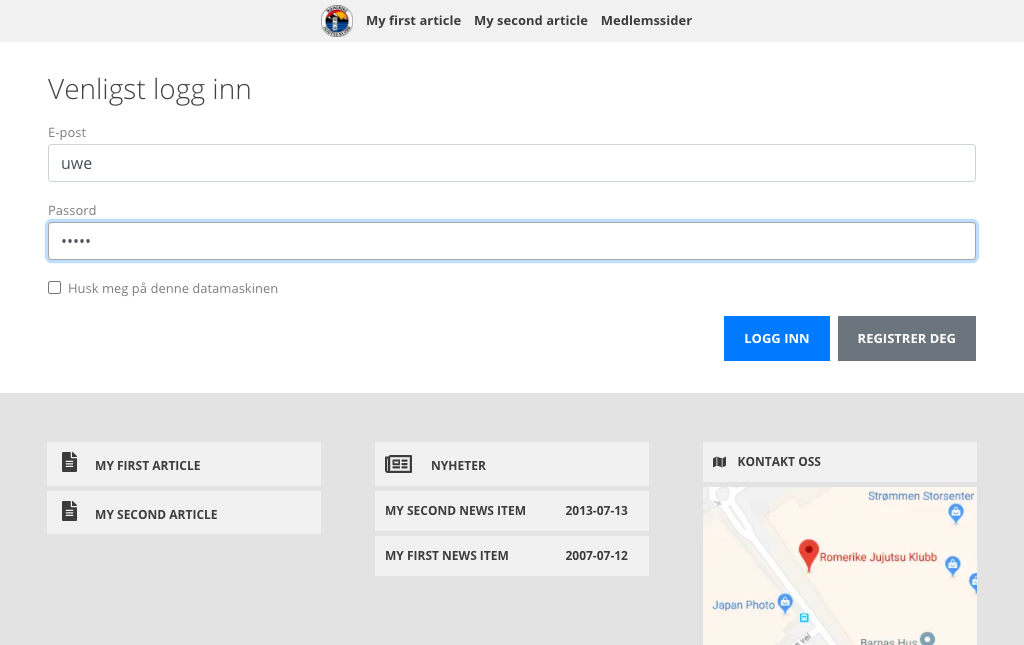 My first article My second article Medlemssider
Venligst logg inn
E-post
uwe
Passord
•••••
Husk meg på denne datamaskinen
LOGG INN REGISTRER DEG
MY FIRST ARTICLE
MY SECOND ARTICLE
NYHETER
MY SECOND NEWS ITEM 2013-07-13
MY FIRST NEWS ITEM 2007-07-12
KONTAKT OSS
Strømmen Storsenter
Romerike Jujutsu Klubb
Japan Photo
Barnas Hus